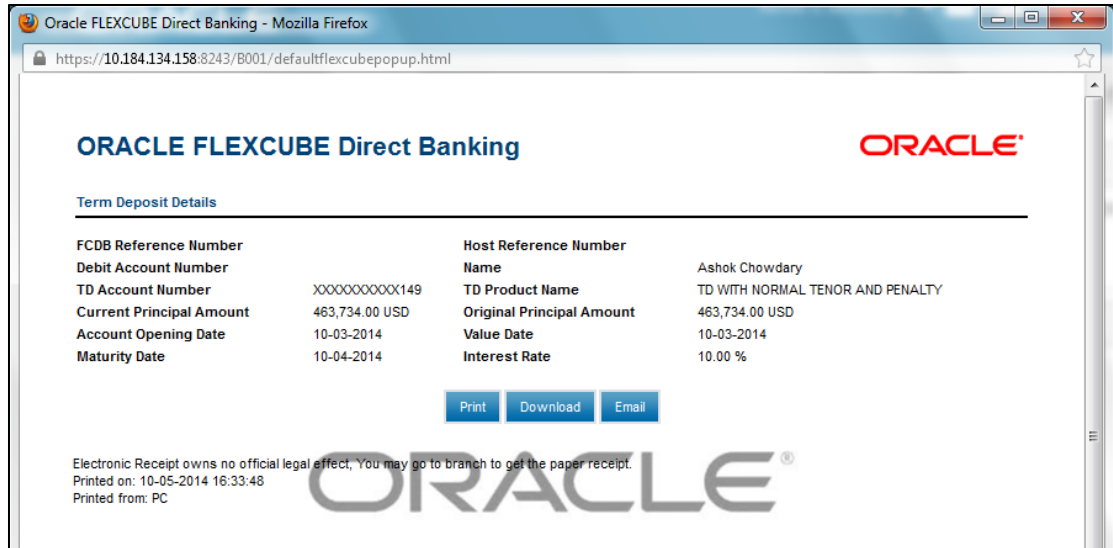 Oracle FLEXCUBE Direct Banking - Mozilla Firefox
https://10.184.134.158:8243/B001/defaultflexcubepopup.html
ORACLE FLEXCUBE Direct Banking
ORACLE
Term Deposit Details
FCDB Reference Number Host Reference Number
Debit Account Number Name Ashok Chowdary
TD Account Number XXXXXXXXXXX149 TD Product Name TD WITH NORMAL TENOR AND PENALTY
Current Principal Amount 463,734.00 USD Original Principal Amount 463,734.00 USD
Account Opening Date 10-03-2014 Value Date 10-03-2014
Maturity Date 10-04-2014 Interest Rate 10.00 %
Print Download Email
Electronic Receipt owns no official legal effect, You may go to branch to get the paper receipt.
Printed on: 10-05-2014 16:33:48
Printed from: PC
ORACLE®